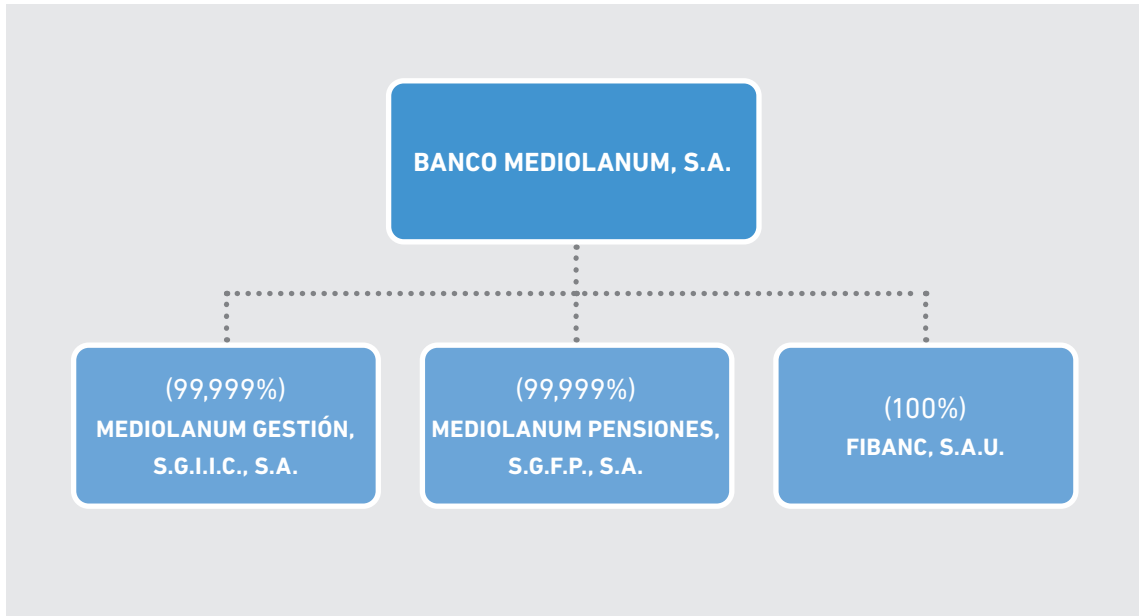 BANCO MEDIOLANUM, S.A.
(99,999%)
MEDIOLANUM GESTIÓN,
S.G.I.I.C., S.A.
(99,999%)
MEDIOLANUM PENSIONES,
S.G.F.P., S.A.
(100%)
FIBANC, S.A.U.